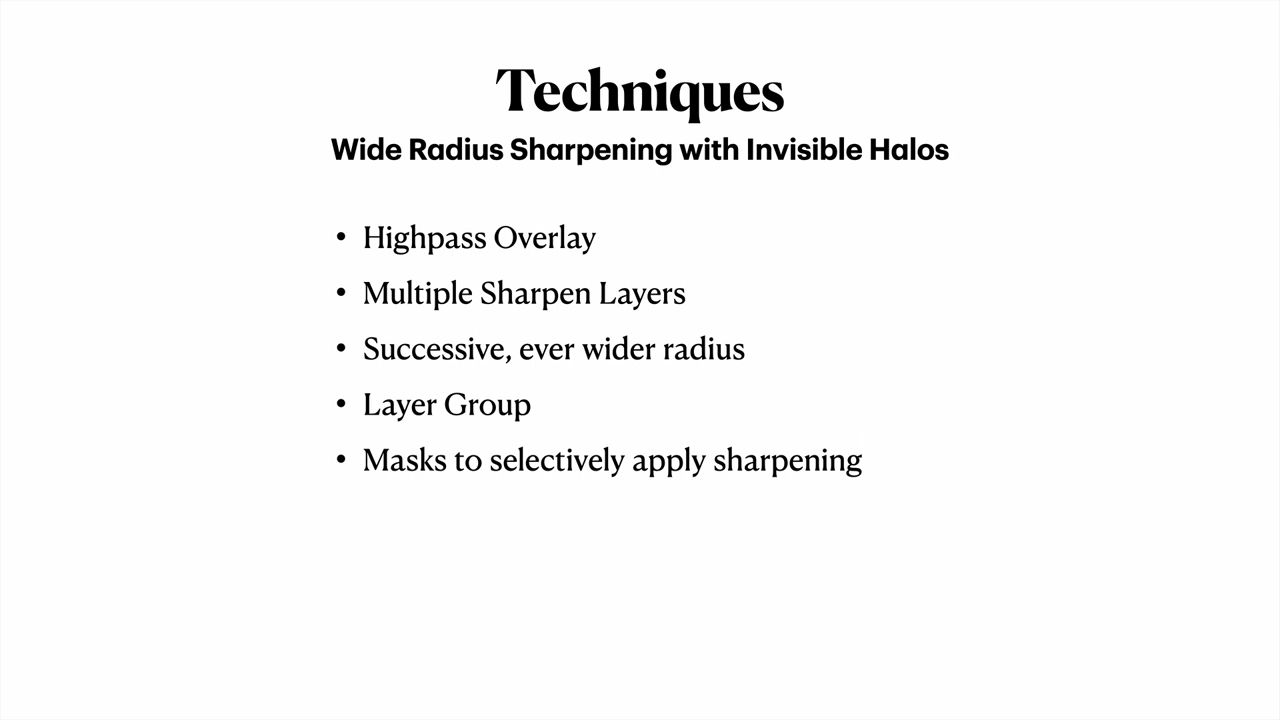 Techniques
Wide Radius Sharpening with Invisible Halos
• Highpass Overlay
• Multiple Sharpen Layers
• Successive, ever wider radius
• Layer Group
• Masks to selectively apply sharpening